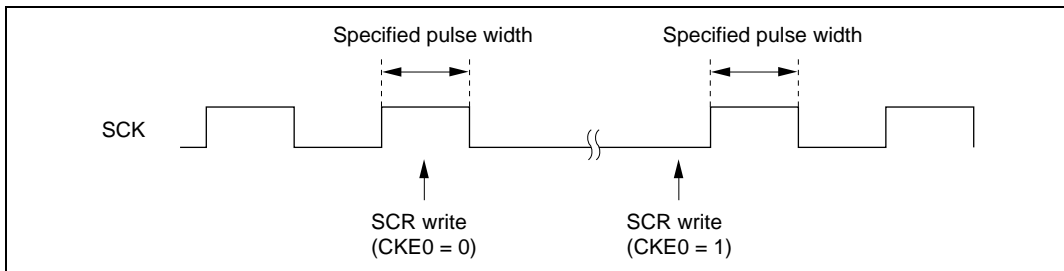 Specified pulse width
Specified pulse width
SCK
SCR write
(CKE0 = 0)
SCR write
(CKE0 = 1)